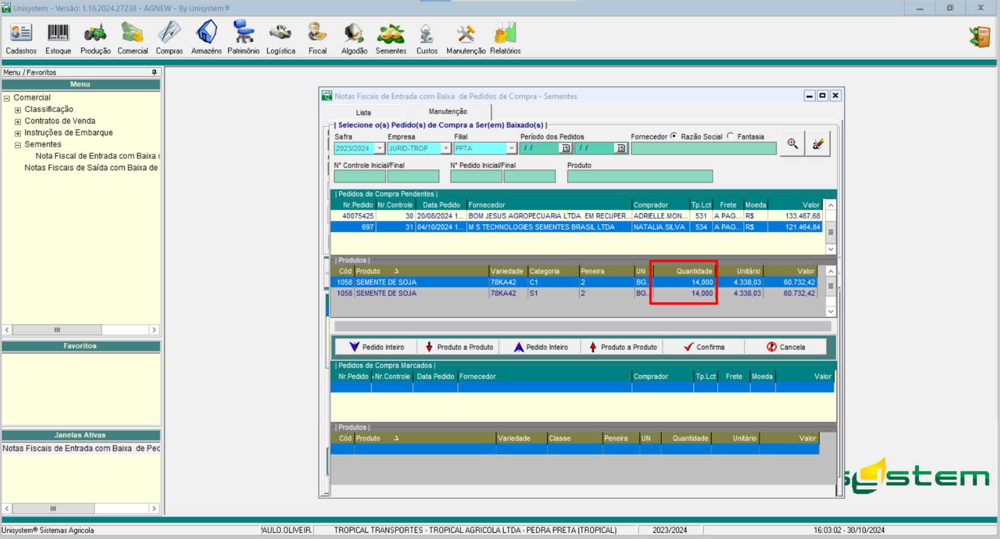 Unisystem - Versão: 1.16.2024.27238 - AGNEW - By Unisystem®
Cadastros Estoque Produção Comercial Compras Armazéns Patrimônio Logística Fiscal Algodão Sementes Custos Manutenção Relatórios
EXIT
Menu / Favoritos
Menu
Comercial
Classificação
Contratos de Venda
Instruções de Embarque
Sementes
Nota Fiscal de Entrada com Baixa
Notas Fiscais de Saída com Baixa de
Favoritos
Janelas Ativas
Notas Fiscais de Entrada com Baixa de Pec
Notas Fiscais de Entrada com Baixa de Pedidos de Compra - Sementes
Lista Manutenção
| Selecione o(s) Pedido(s) de Compra a Ser(em) Baixado(s) |
Safra Empresa Filial Período dos Pedidos Fornecedor Razão Social Fantasia
2023/2024 JURID-TROP PPTA / / 15 / / 15
N° Controle Inicial/Final N° Pedido Inicial/Final Produto
| Pedidos de Compra Pendentes |
Nr.Pedido Nr.Controle Data Pedido Fornecedor Comprador Tp.Lct Frete Moeda Valor
40075425 30 20/08/2024 1... BOM JESUS AGROPECUARIA LTDA EM RECUPER... ADRIELLE.MON... 531 A PAG... R$ 133.467,68
697 31 04/10/2024 1... M S TECHNOLOGIES SEMENTES BRASIL LTDA NATALIA.SILVA 534 A PAG... R$ 121.464,84
| Produtos |
Cód Produto Variedade Categoria Peneira UN Quantidade Unitário Valor
1058 SEMENTE DE SOJA 78KA42 C1 2 BG... 14,000 4.338,03 60.732,42
1058 SEMENTE DE SOJA 78KA42 S1 2 BG... 14,000 4.338,03 60.732,42
Pedido Inteiro Produto a Produto Pedido Inteiro Produto a Produto Confirma Cancela
| Pedidos de Compra Marcados |
Nr.Pedido Nr.Controle Data Pedido Fornecedor Comprador Tp.Lct Frete Moeda Valor
| Produtos |
Cód Produto Variedade Classe Peneira UN Quantidade Unitário Valor
system
Unisystem® Sistemas Agricola AULO.OLIVEIR. TROPICAL TRANSPORTES - TROPICAL AGRICOLA LTDA - PEDRA PRETA (TROPICAL) 2023/2024 16:03:02 - 30/10/2024